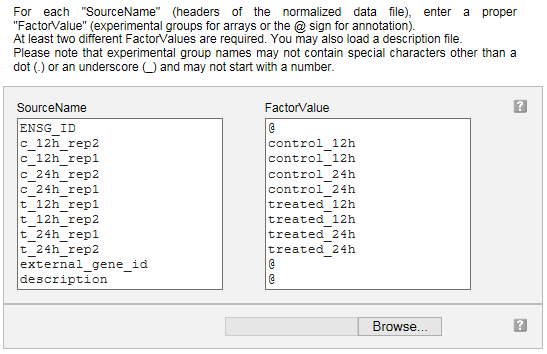 For each "SourceName" (headers of the normalized data file), enter a proper
"FactorValue" (experimental groups for arrays or the @ sign for annotation).
At least two different FactorValues are required. You may also load a description file.
Please note that experimental group names may not contain special characters other than a
dot (.) or an underscore (_) and may not start with a number.
SourceName FactorValue ?
ENSG_ID @
c_12h_rep2 control_12h
c_12h_rep1 control_12h
c_24h_rep2 control_24h
c_24h_rep1 control_24h
t_12h_rep1 treated_12h
t_12h_rep2 treated_12h
t_24h_rep1 treated_24h
t_24h_rep2 treated_24h
external_gene_id @
description @
Browse... ?